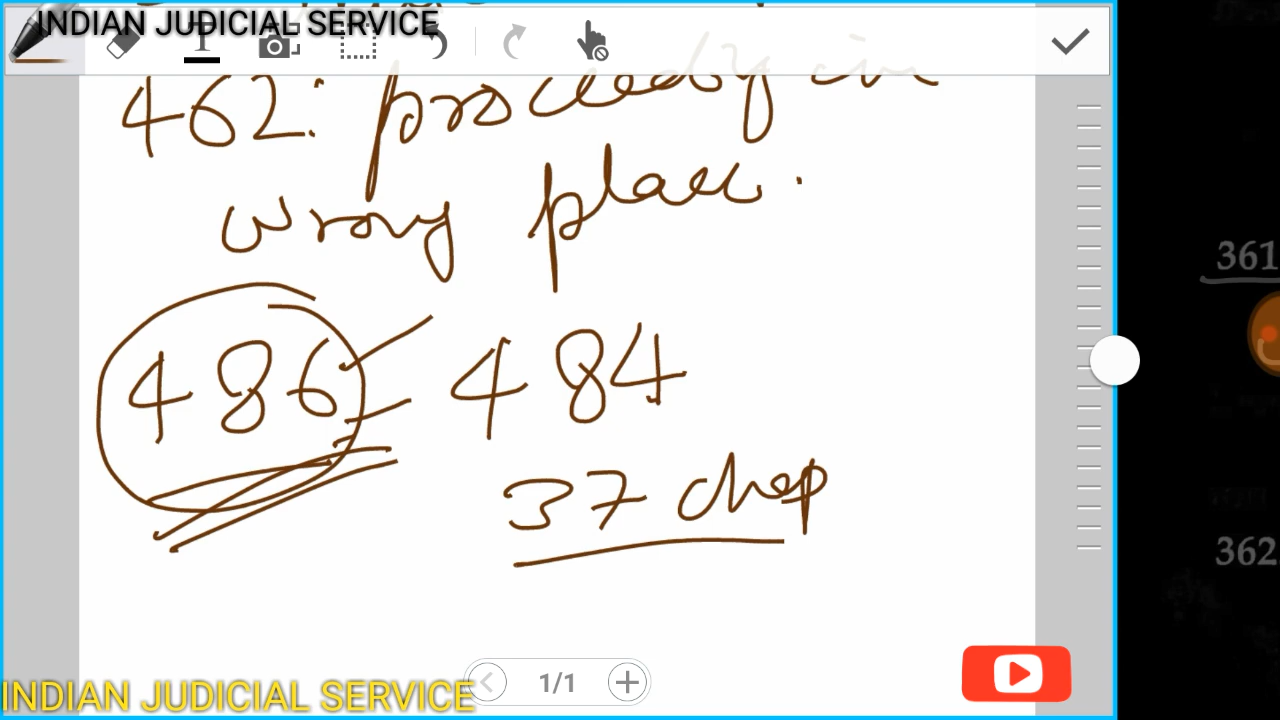 INDIAN JUDICIAL SERVICE
T
462: proceeding in
wrong place.
486 484
37 chap
361
362
1/1
INDIAN JUDICIAL SERVICE